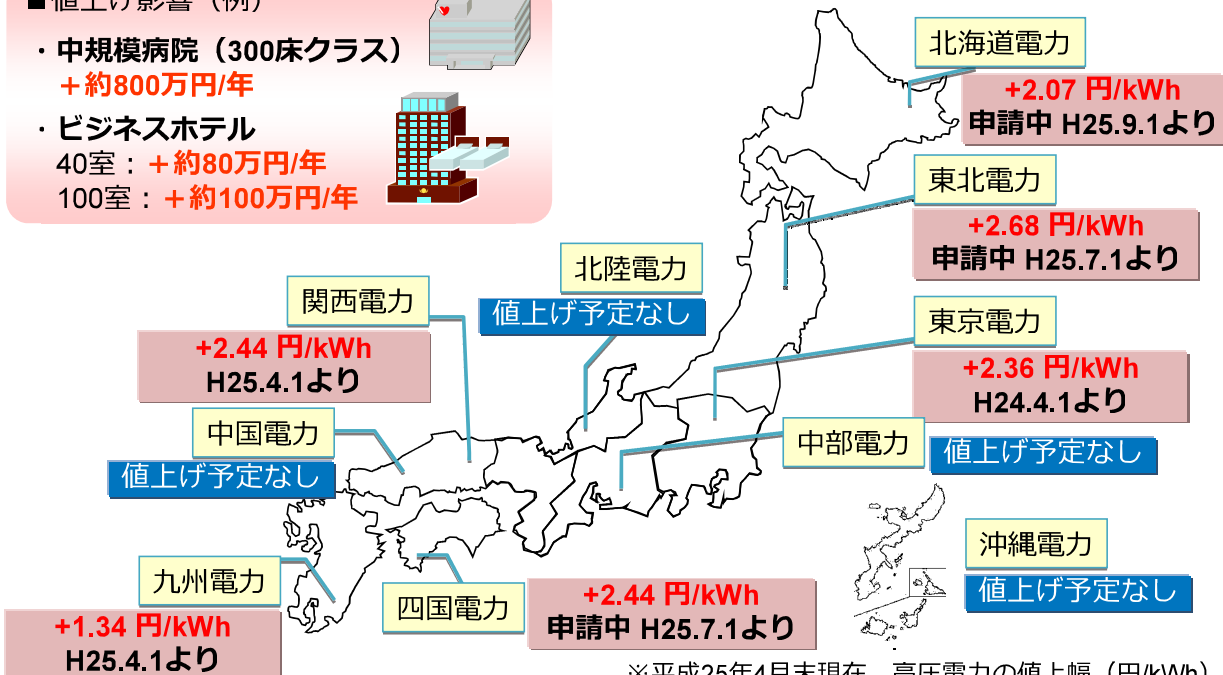 ■値上げ影響（例）
・中規模病院（300床クラス）
＋約800万円/年
・ビジネスホテル
40室：＋約80万円/年
100室：＋約100万円/年
北海道電力
+2.07 円/kWh
申請中 H25.9.1より
東北電力
+2.68 円/kWh
申請中 H25.7.1より
北陸電力
値上げ予定なし
関西電力
+2.44 円/kWh
H25.4.1より
東京電力
+2.36 円/kWh
H24.4.1より
中国電力
値上げ予定なし
中部電力
値上げ予定なし
沖縄電力
値上げ予定なし
九州電力
+1.34 円/kWh
H25.4.1より
四国電力
+2.44 円/kWh
申請中 H25.7.1より
※平成25年4月末現在　高圧電力の値上幅（円/kWh）